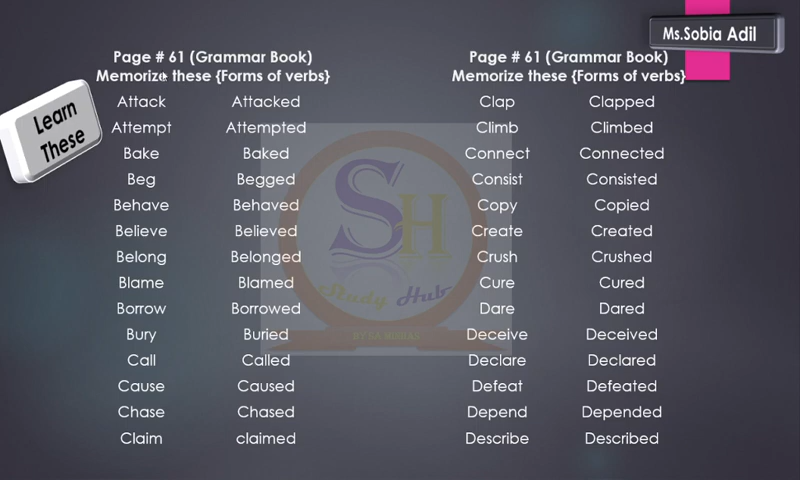 Ms.Sobia Adil
Learn
These
Page # 61 (Grammar Book)
Memorize these {Forms of verbs}
Attack Attacked
Attempt Attempted
Bake Baked
Beg Begged
Behave Behaved
Believe Believed
Belong Belonged
Blame Blamed
Borrow Borrowed
Bury Buried
Call Called
Cause Caused
Chase Chased
Claim claimed
Page # 61 (Grammar Book)
Memorize these {Forms of verbs}
Clap Clapped
Climb Climbed
Connect Connected
Consist Consisted
Copy Copied
Create Created
Crush Crushed
Cure Cured
Dare Dared
Deceive Deceived
Declare Declared
Defeat Defeated
Depend Depended
Describe Described
SH
Study Hub